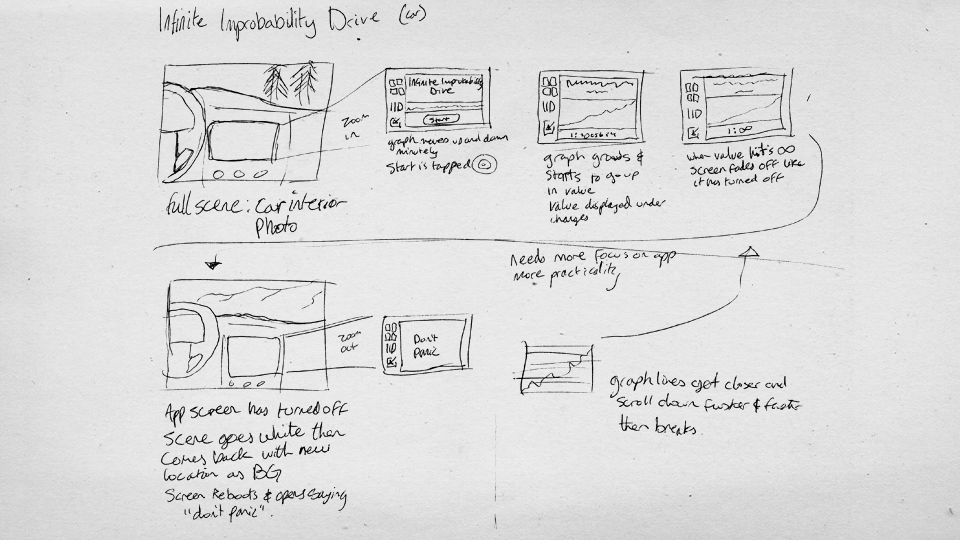 Infinite Improbability Drive (car)
Zoom
in
Infinite Improbability
Drive
Start
graph moves up and down
minutely
Start is tapped
graph grows &
starts to go up
in value
value displayed under
changes
1:00
when value hits ∞
screen fades off like
it has turned off
Full scene: car interior
photo
Needs more focus on app
more practicality
Zoom
out
Don't
Panic
graph lines get closer and
scroll down faster & faster
then breaks.
App screen has turned off
Scene goes white then
comes back with new
location as BG
Screen Reboots & opens saying
"don't panic".